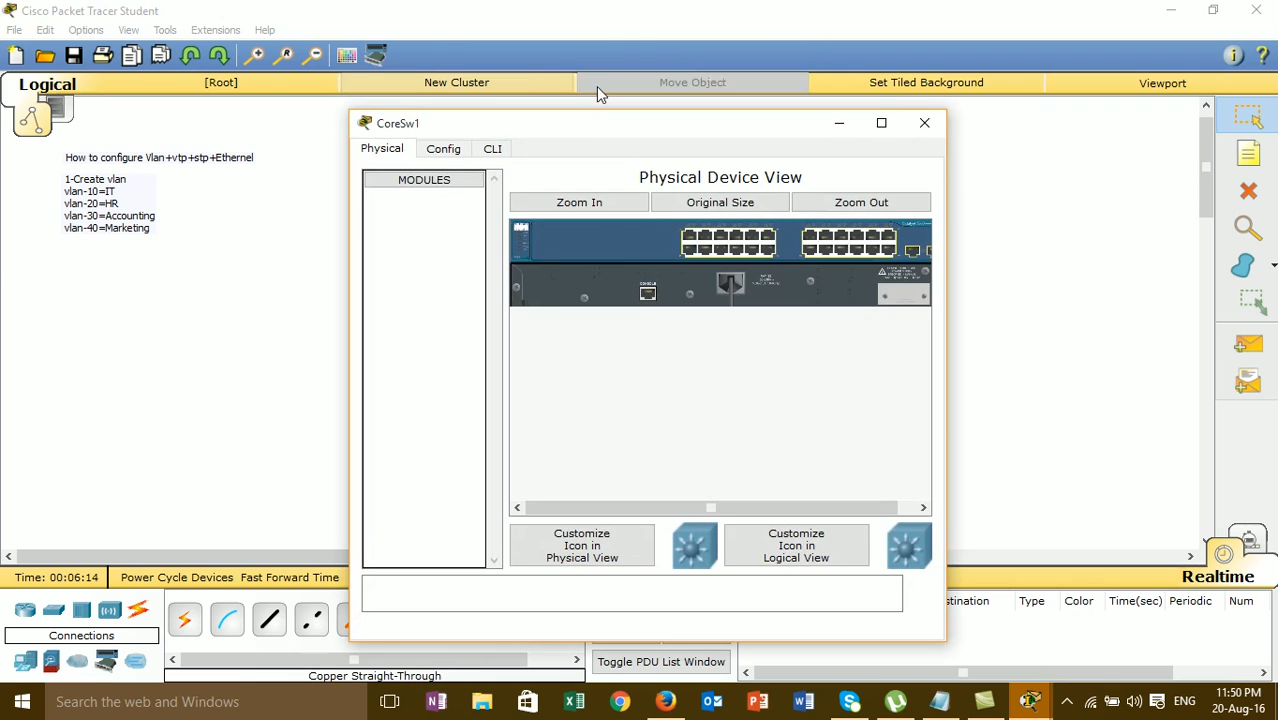 Cisco Packet Tracer Student
File Edit Options View Tools Extensions Help
Logical [Root] New Cluster Move Object Set Tiled Background Viewport
How to configure Vlan+vtp+stp+Ethernel
1-Create vlan
vlan-10=IT
vlan-20=HR
vlan-30=Accounting
vlan-40=Marketing
CoreSw1
Physical Config CLI
MODULES
Physical Device View
Zoom In Original Size Zoom Out
CONSOLE
Customize
Icon in
Physical View
Customize
Icon in
Logical View
Time: 00:06:14 Power Cycle Devices Fast Forward Time
Realtime
Connections
Copper Straight-Through
Toggle PDU List Window
stination Type Color Time(sec) Periodic Num
Search the web and Windows
ENG
11:50 PM
20-Aug-16